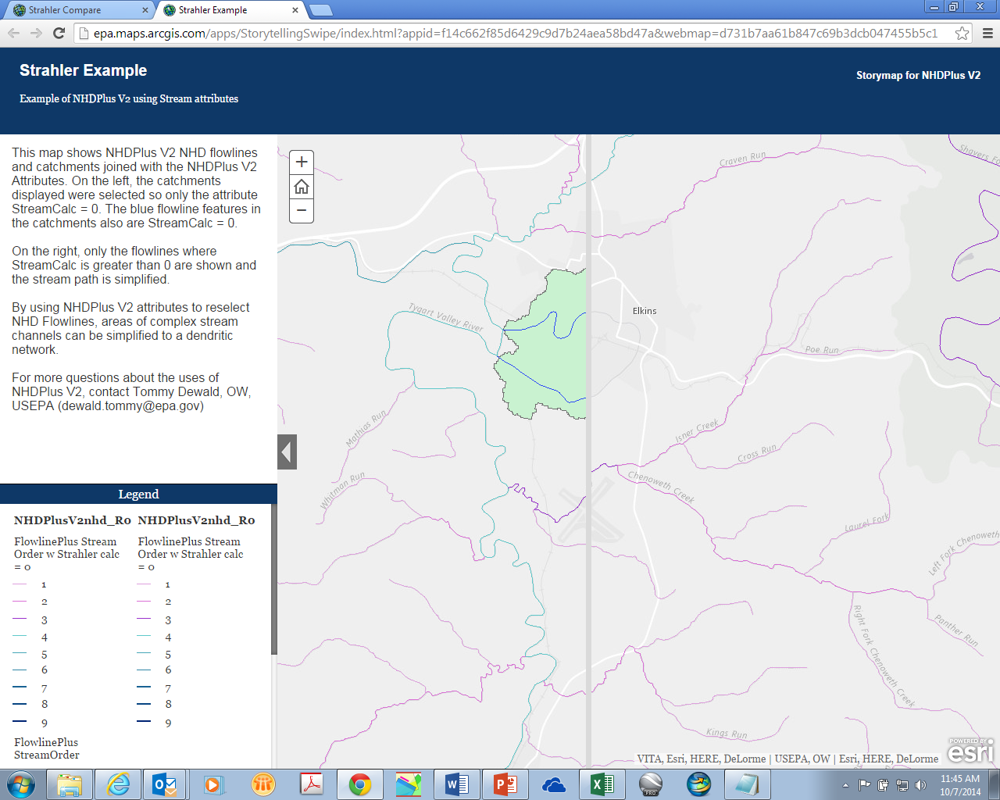 Strahler Compare
Strahler Example
epa.maps.arcgis.com/apps/StorytellingSwipe/index.html?appid=f14c662f85d6429c9d7b24aea58bd47a&webmap=d731b7aa61b847c69b3dcb047455b5c1
Strahler Example
Storymap for NHDPlus V2
Example of NHDPlus V2 using Stream attributes
This map shows NHDPlus V2 NHD flowlines
and catchments joined with the NHDPlus V2
Attributes. On the left, the catchments
displayed were selected so only the attribute
StreamCalc = 0. The blue flowline features in
the catchments also are StreamCalc = 0.
On the right, only the flowlines where
StreamCalc is greater than 0 are shown and
the stream path is simplified.
By using NHDPlus V2 attributes to reselect
NHD Flowlines, areas of complex stream
channels can be simplified to a dendritic
network.
For more questions about the uses of
NHDPlus V2, contact Tommy Dewald, OW,
USEPA (dewald.tommy@epa.gov)
Legend
NHDPlusV2nhd_Ro NHDPlusV2nhd_Ro
FlowlinePlus Stream FlowlinePlus Stream
Order w Strahler calc Order w Strahler calc
= 0 = 0
1 1
2 2
3 3
4 4
5 5
6 6
7 7
8 8
9 9
FlowlinePlus
StreamOrder
+
−
Craven Run
Shavers Fo
Tygart Valley River
Elkins
Poe Run
Mathias Run
Isner Creek
Cross Run
Whitman Run
Chenoweth Creek
Laurel Fork
Left Fork Chenoweth
Right Fork Chenoweth Creek
Panther Run
Kings Run
VITA, Esri, HERE, DeLorme | USEPA, OW | Esri, HERE, DeLorme
POWERED BY
esri
PRO
11:45 AM
10/7/2014